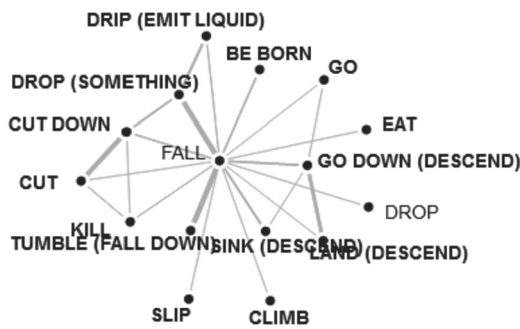 DRIP (EMIT LIQUID)
BE BORN
GO
DROP (SOMETHING)
CUT DOWN
EAT
FALL
GO DOWN (DESCEND)
CUT
DROP
KILL
TUMBLE (FALL DOWN)
SINK (DESCEND)
LAND (DESCEND)
SLIP
CLIMB